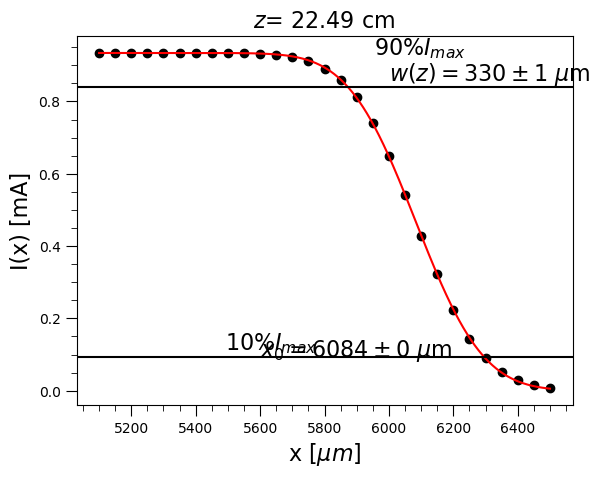 z= 22.49 cm
90%I_max
w(z) = 330 ± 1 μm
0.8
0.6
0.4
0.2
0.0
I(x) [mA]
10%I_max
x_0 = 6084 ± 0 μm
5200 5400 5600 5800 6000 6200 6400
x [μm]